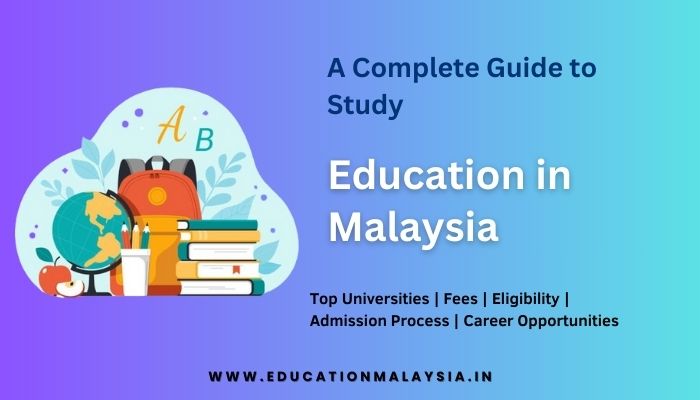 A B
A Complete Guide to
Study
Education in
Malaysia
Top Universities | Fees | Eligibility |
Admission Process | Career Opportunities
WWW.EDUCATIONMALAYSIA.IN